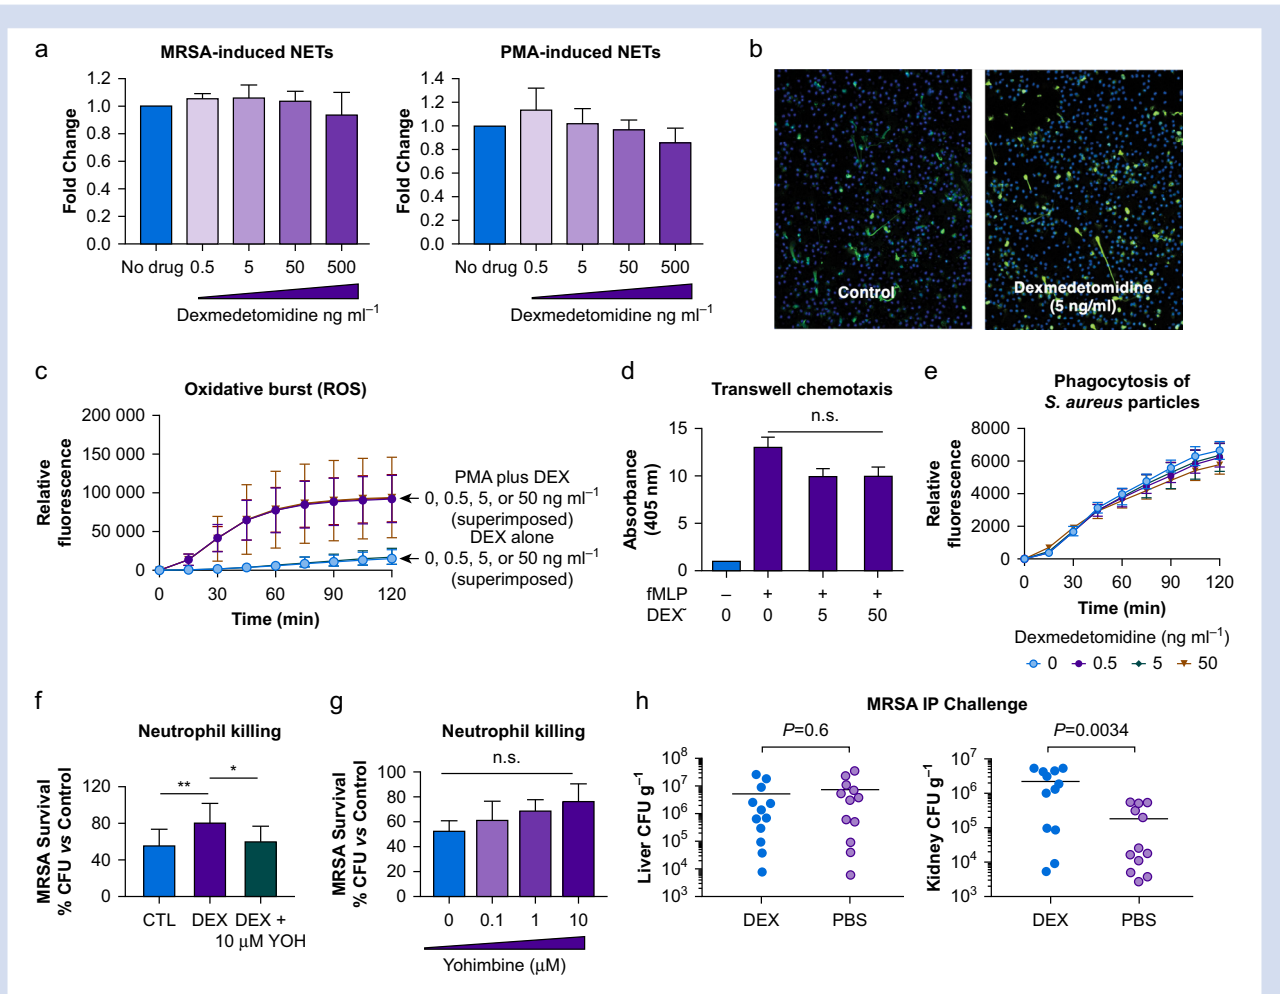 a
MRSA-induced NETs
Fold Change
1.2
1.0
0.8
0.6
0.4
0.2
0.0
No drug 0.5 5 50 500
Dexmedetomidine ng ml⁻¹
PMA-induced NETs
Fold Change
1.4
1.2
1.0
0.8
0.6
0.4
0.2
0.0
No drug 0.5 5 50 500
Dexmedetomidine ng ml⁻¹
b
Control
Dexmedetomidine
(5 ng/ml)
c
Oxidative burst (ROS)
Relative
fluorescence
200 000
150 000
100 000
50 000
0
0 30 60 90 120
Time (min)
PMA plus DEX
0, 0.5, 5, or 50 ng ml⁻¹
(superimposed)
DEX alone
0, 0.5, 5, or 50 ng ml⁻¹
(superimposed)
d
Transwell chemotaxis
n.s.
Absorbance
(405 nm)
15
10
5
0
fMLP – + + +
DEX⁻ 0 0 5 50
e
Phagocytosis of
S. aureus particles
Relative
fluorescence
8000
6000
4000
2000
0
0 30 60 90 120
Time (min)
Dexmedetomidine (ng ml⁻¹)
0 0.5 5 50
f
Neutrophil killing
MRSA Survival
% CFU vs Control
120
80
40
0
** *
CTL DEX DEX +
10 μM YOH
g
Neutrophil killing
n.s.
MRSA Survival
% CFU vs Control
100
80
60
40
20
0
0 0.1 1 10
Yohimbine (μM)
h
MRSA IP Challenge
P=0.6
Liver CFU g⁻¹
10⁸
10⁷
10⁶
10⁵
10⁴
10³
DEX PBS
P=0.0034
Kidney CFU g⁻¹
10⁷
10⁶
10⁵
10⁴
10³
DEX PBS